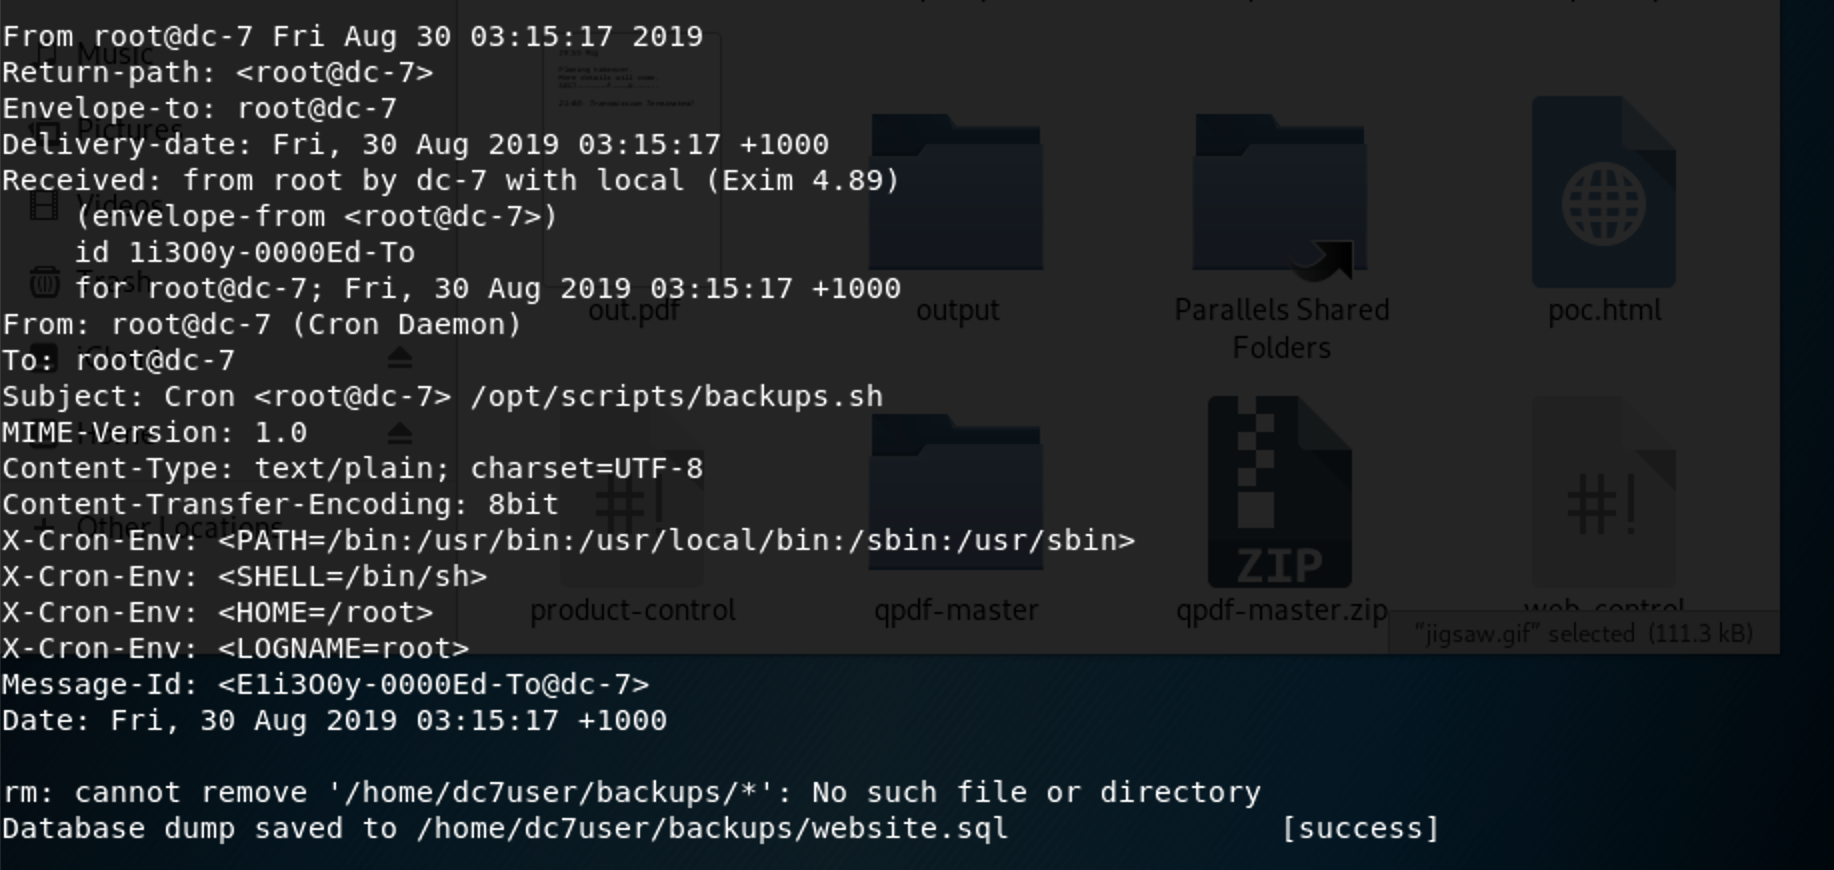 From root@dc-7 Fri Aug 30 03:15:17 2019
Return-path: <root@dc-7>
Envelope-to: root@dc-7
Delivery-date: Fri, 30 Aug 2019 03:15:17 +1000
Received: from root by dc-7 with local (Exim 4.89)
    (envelope-from <root@dc-7>)
    id 1i3O0y-0000Ed-To
    for root@dc-7; Fri, 30 Aug 2019 03:15:17 +1000
From: root@dc-7 (Cron Daemon)
To: root@dc-7
Subject: Cron <root@dc-7> /opt/scripts/backups.sh
MIME-Version: 1.0
Content-Type: text/plain; charset=UTF-8
Content-Transfer-Encoding: 8bit
X-Cron-Env: <PATH=/bin:/usr/bin:/usr/local/bin:/sbin:/usr/sbin>
X-Cron-Env: <SHELL=/bin/sh>
X-Cron-Env: <HOME=/root>
X-Cron-Env: <LOGNAME=root>
Message-Id: <E1i3O0y-0000Ed-To@dc-7>
Date: Fri, 30 Aug 2019 03:15:17 +1000

rm: cannot remove '/home/dc7user/backups/*': No such file or directory
Database dump saved to /home/dc7user/backups/website.sql               [success]
Music
Pictures
Videos
Trash
Other Locations
out.pdf
output
Parallels Shared
Folders
poc.html
product-control
qpdf-master
ZIP
qpdf-master.zip
#!
#!
"jigsaw.gif" selected (111.3 kB)